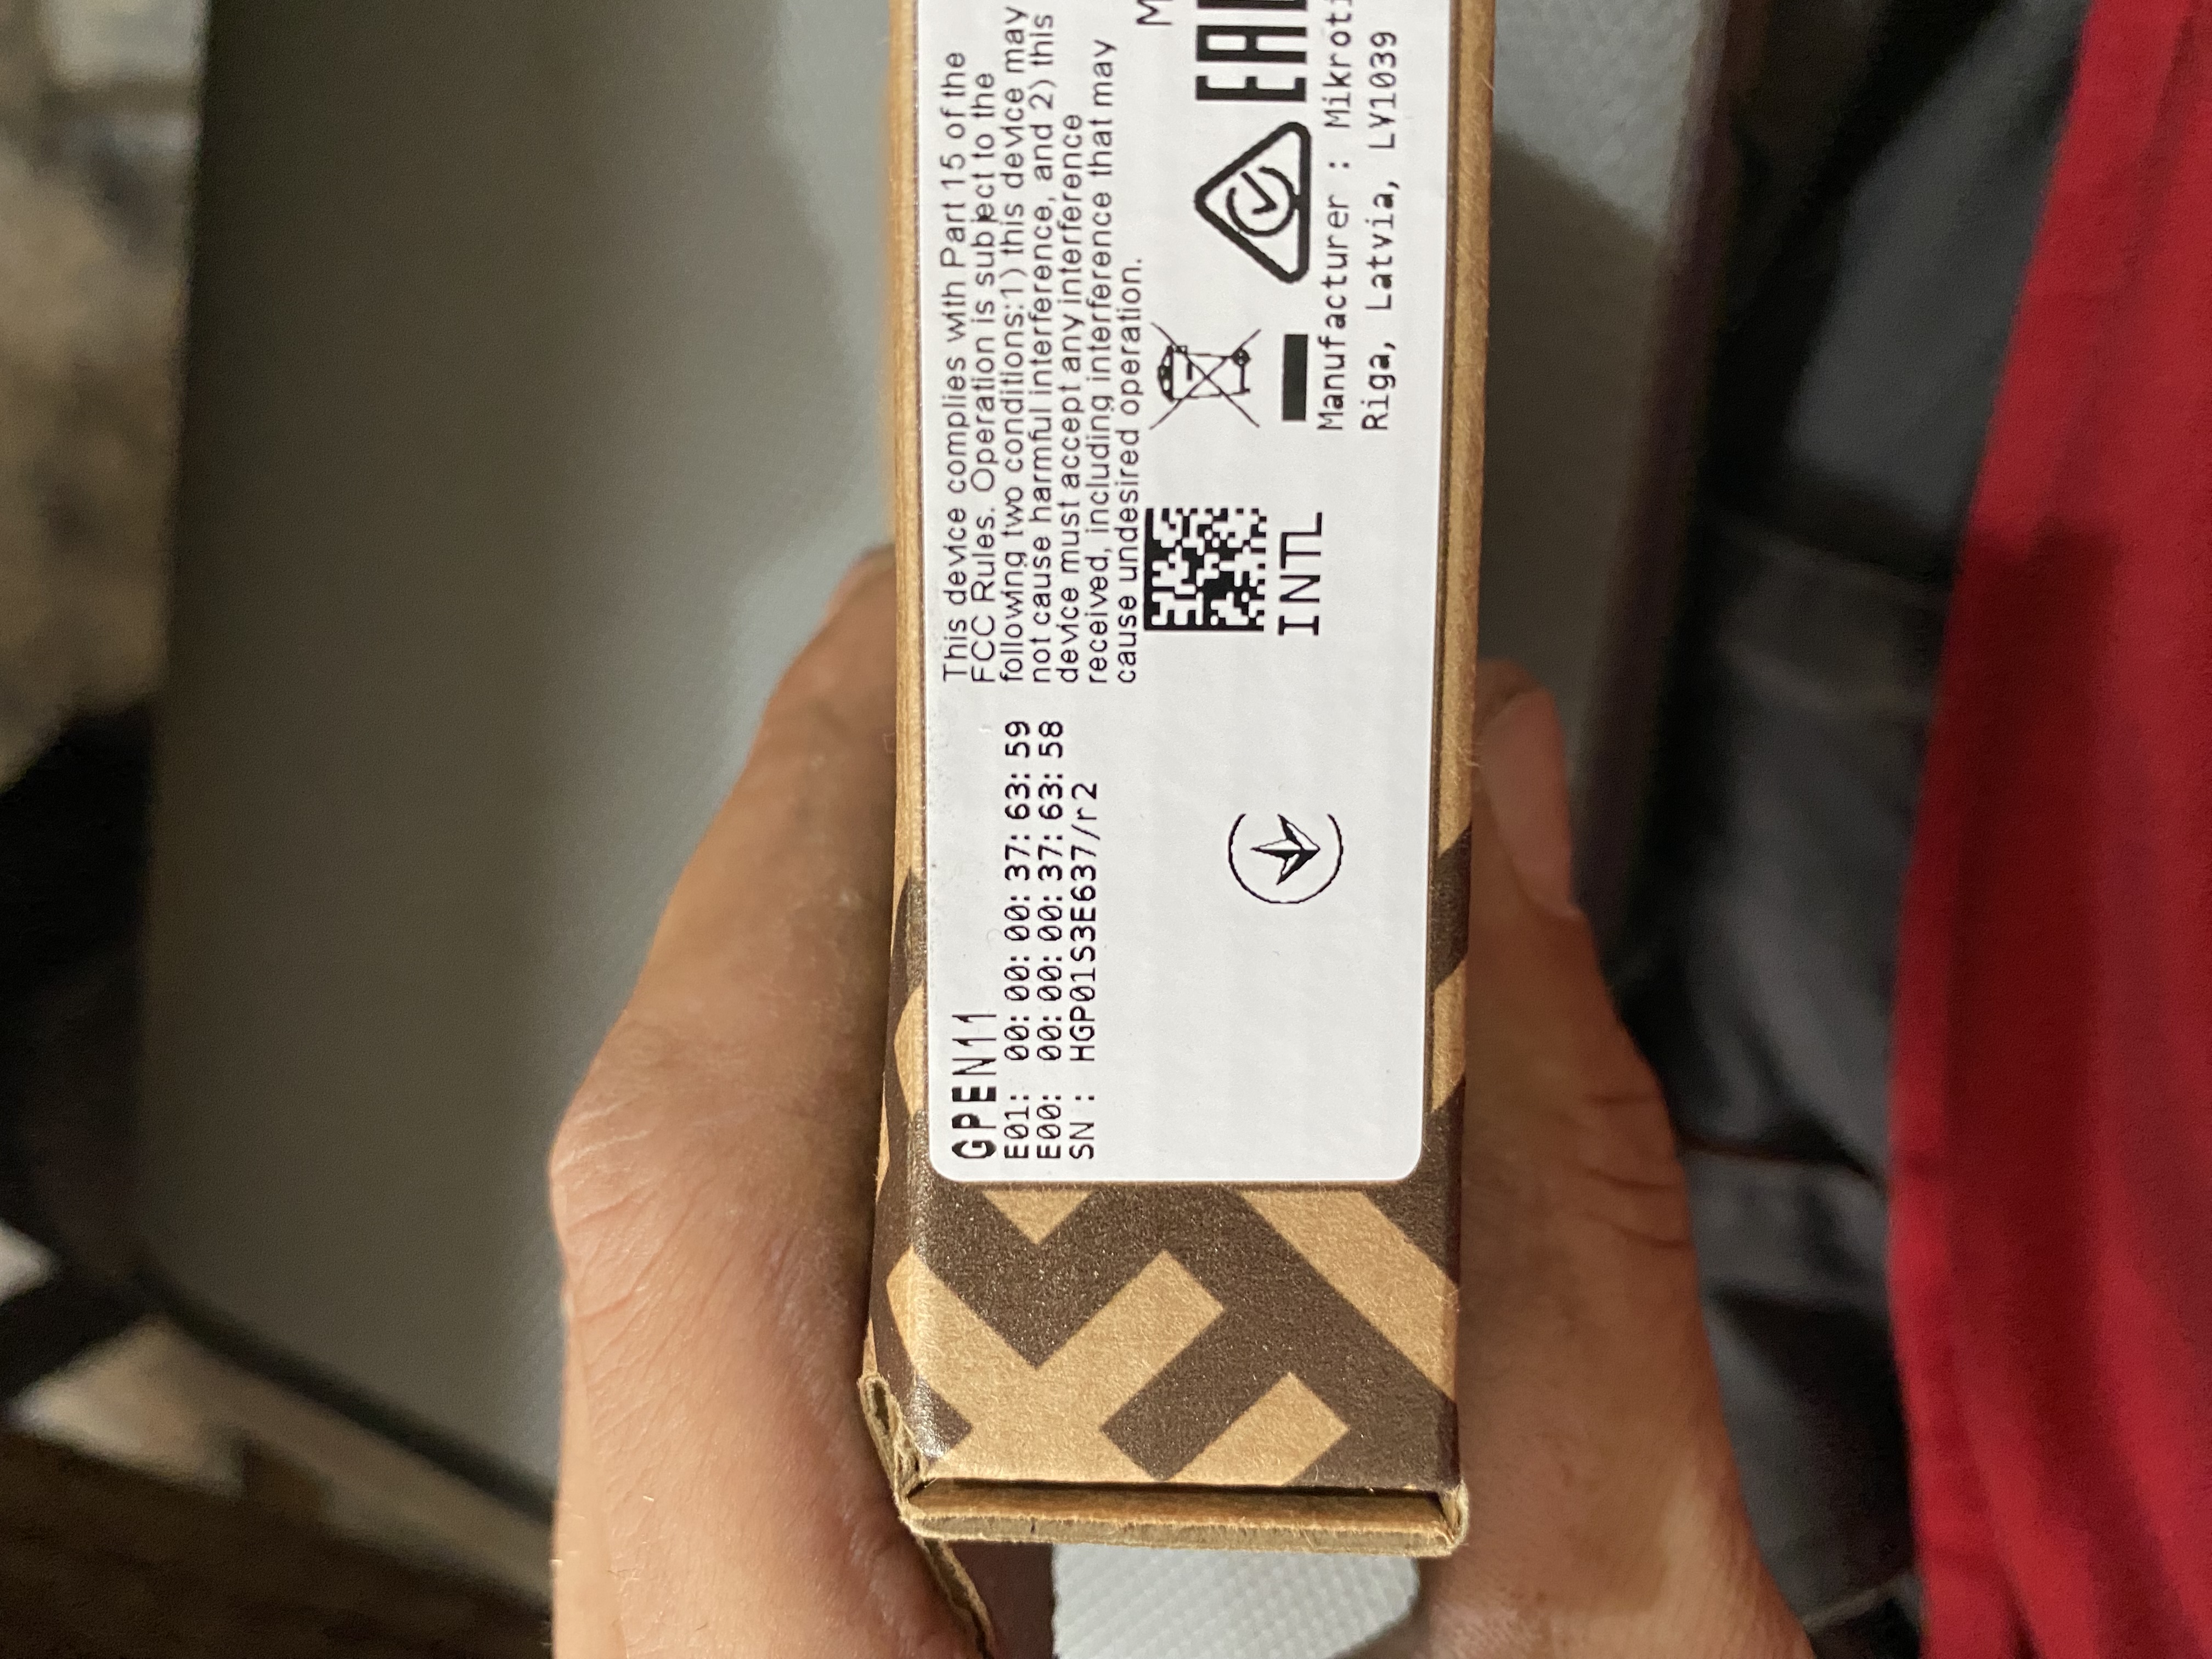 GPEN11
E01: 00:00:00:37:63:59
E00: 00:00:00:37:63:58
SN : HGP01S3E637/r2
This device complies with Part 15 of the
FCC Rules. Operation is subject to the
following two conditions:1) this device may
not cause harmful interference, and 2) this
device must accept any interference
received, including interference that may
cause undesired operation.
INTL
M
EAC
Manufacturer : Mikroti
Riga, Latvia, LV1039